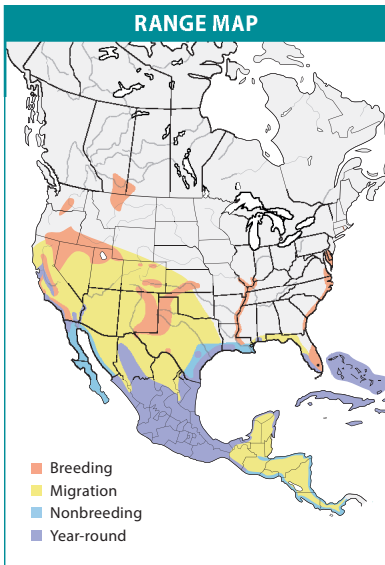 RANGE MAP
Breeding
Migration
Nonbreeding
Year-round